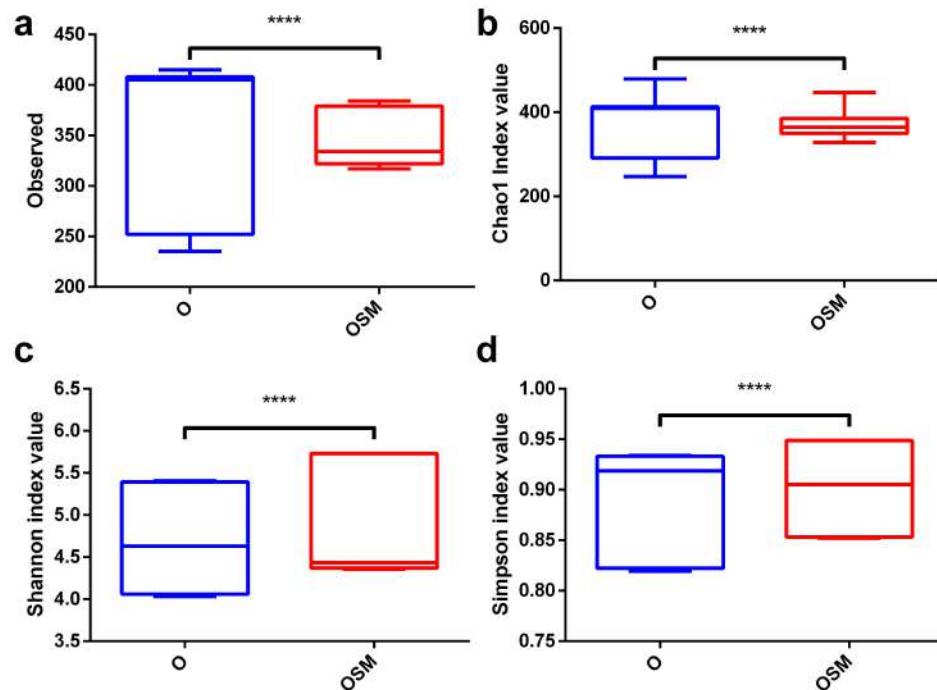 a
****
450
400
350
300
250
200
Observed
O
OSM
b
****
600
400
200
0
Chao1 Index value
O
OSM
c
****
6.5
6.0
5.5
5.0
4.5
4.0
3.5
Shannon index value
O
OSM
d
****
1.00
0.95
0.90
0.85
0.80
0.75
Simpson index value
O
OSM